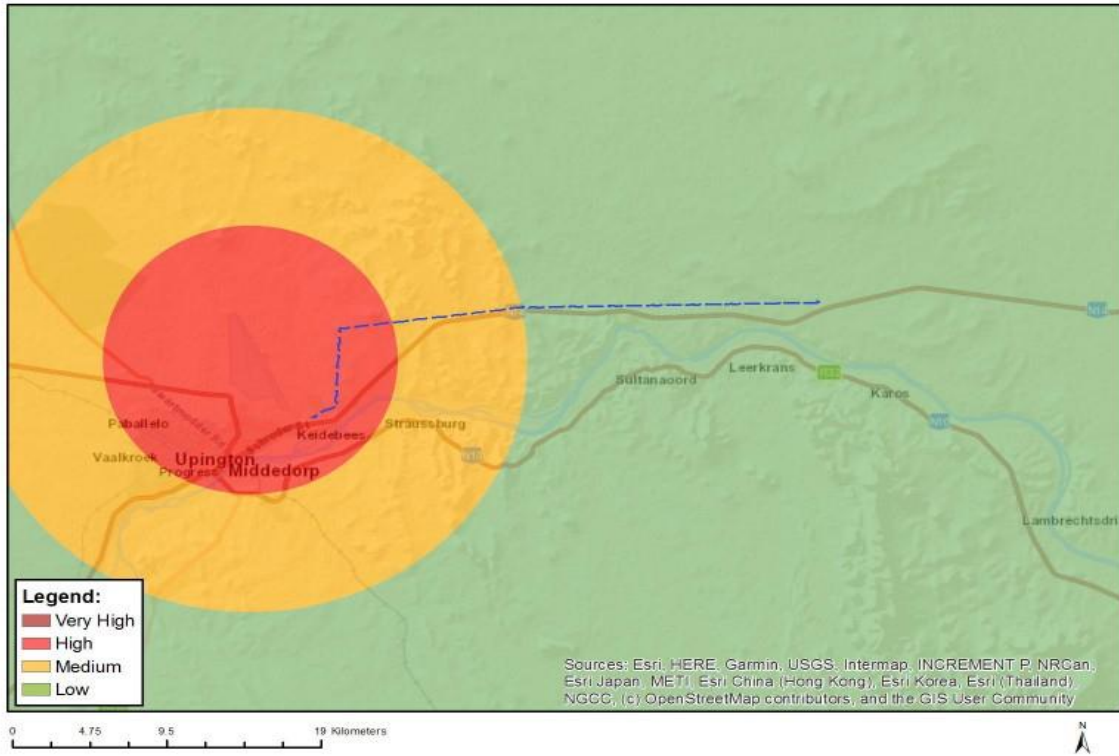 N14
Sultanaoord
Leerkrans
Karos
Straussburg
Keidebees
Paballelo
Vaalkroek
Upington
Progress
Middedorp
N10
Lambrechtsdri
Legend:
Very High
High
Medium
Low
Sources: Esri, HERE, Garmin, USGS, Intermap, INCREMENT P, NRCan,
Esri Japan, METI, Esri China (Hong Kong), Esri Korea, Esri (Thailand),
NGCC, (c) OpenStreetMap contributors, and the GIS User Community
0 4.75 9.5 19 Kilometers
N